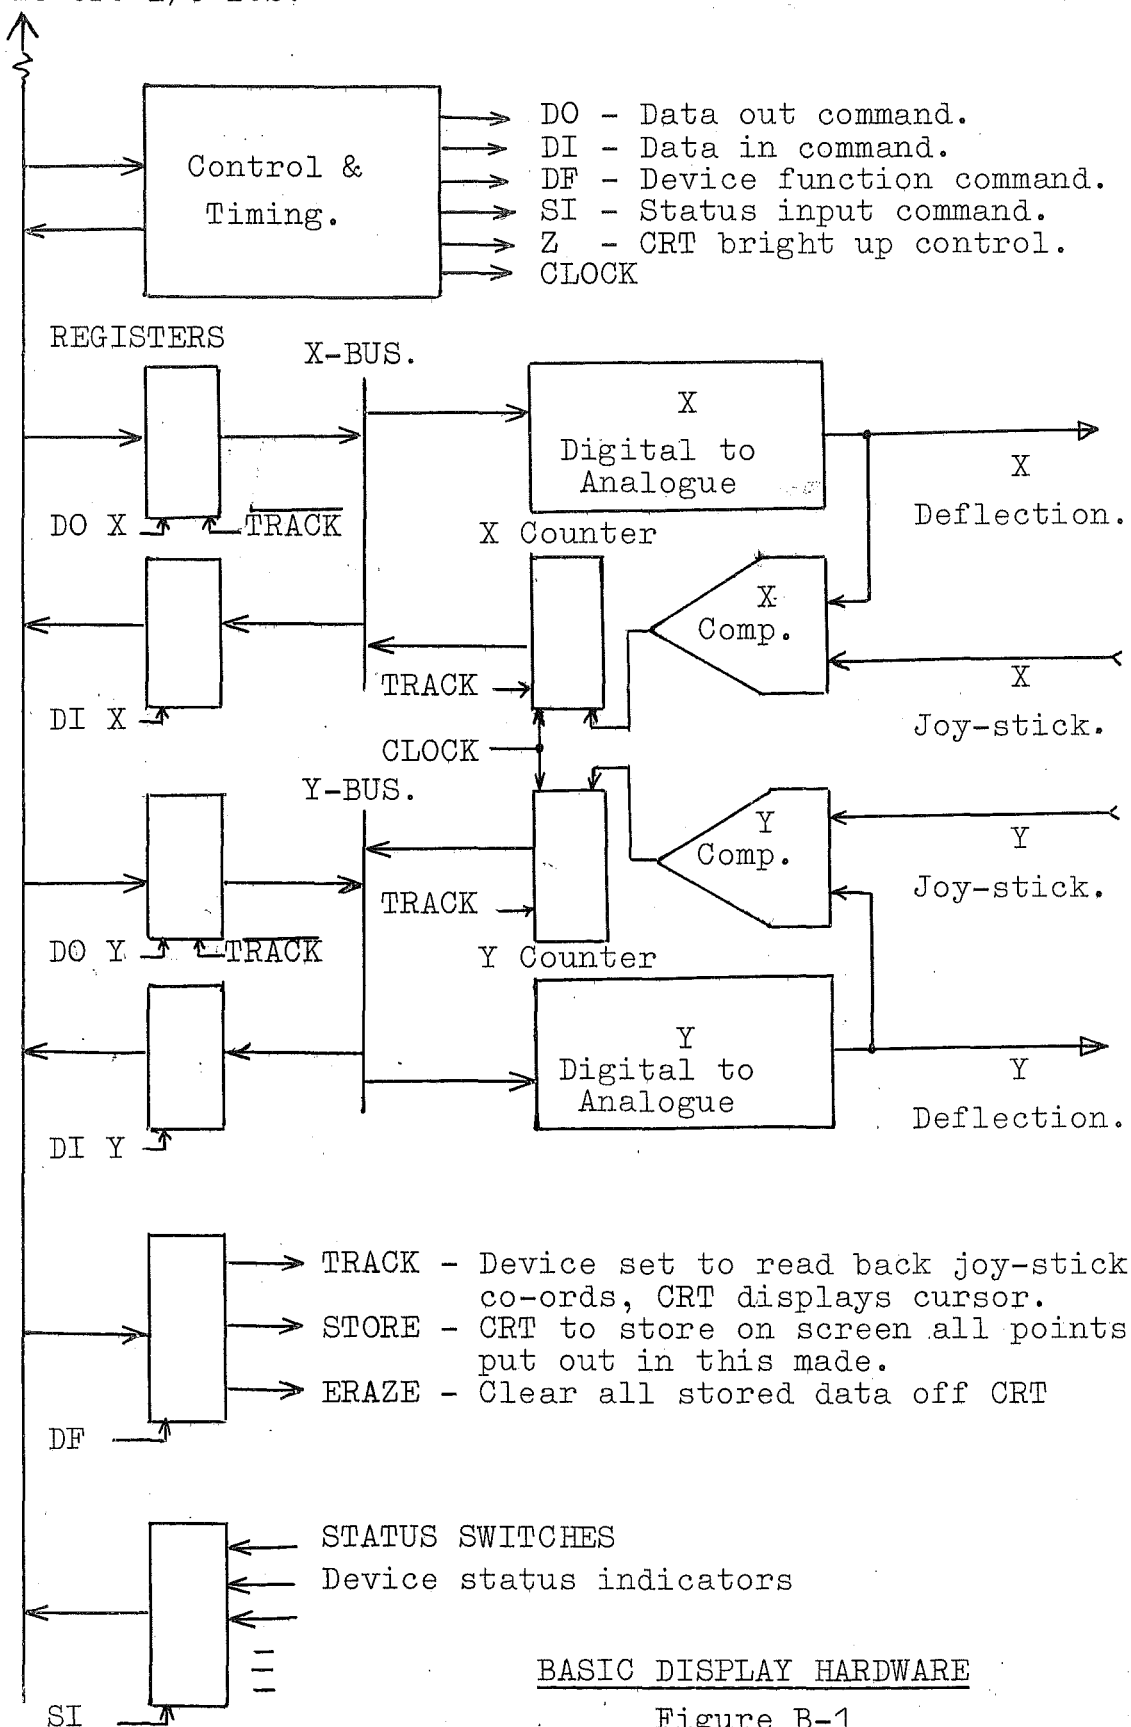 Control &
Timing.
DO - Data out command.
DI - Data in command.
DF - Device function command.
SI - Status input command.
Z - CRT bright up control.
CLOCK
REGISTERS
X-BUS.
X
Digital to
Analogue
X
Deflection.
DO X
TRACK
X Counter
X
Comp.
TRACK
X
Joy-stick.
DI X
CLOCK
Y-BUS.
Y
Comp.
Y
Joy-stick.
TRACK
DO Y
TRACK
Y Counter
Y
Digital to
Analogue
Y
Deflection.
DI Y
TRACK - Device set to read back joy-stick
co-ords, CRT displays cursor.
STORE - CRT to store on screen all points
put out in this made.
ERAZE - Clear all stored data off CRT
DF
STATUS SWITCHES
Device status indicators
SI
BASIC DISPLAY HARDWARE
Figure B-1